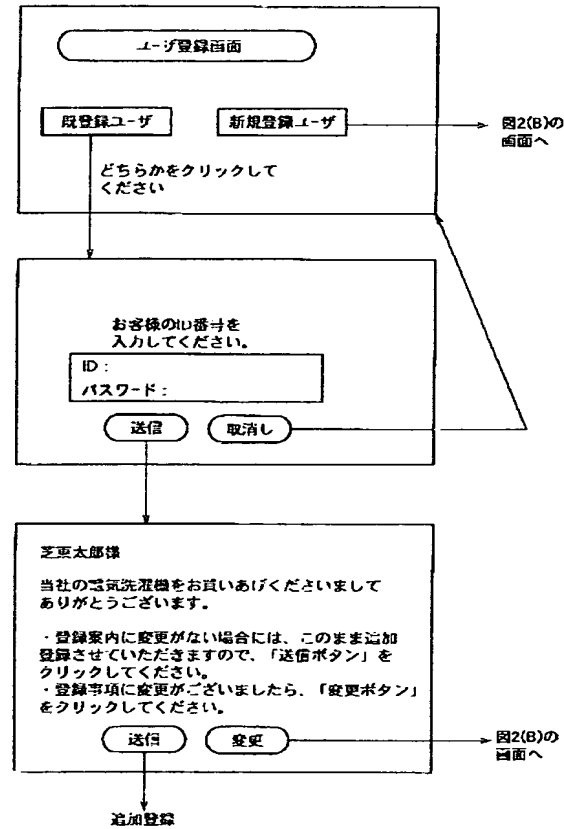 ユーザ登録画面
既登録ユーザ
新規登録ユーザ
図2(B)の
画面へ
どちらかをクリックして
ください
お客様のID番号を
入力してください。
ID :
パスワード :
送信
取消し
芝東太郎様
当社の電気洗濯機をお買いあげくださいまして
ありがとうございます。
・登録案内に変更がない場合には、このまま追加
登録させていただきますので、「送信ボタン」を
クリックしてください。
・登録事項に変更がございましたら、「変更ボタン」
をクリックしてください。
送信
変更
図2(B)の
画面へ
追加登録